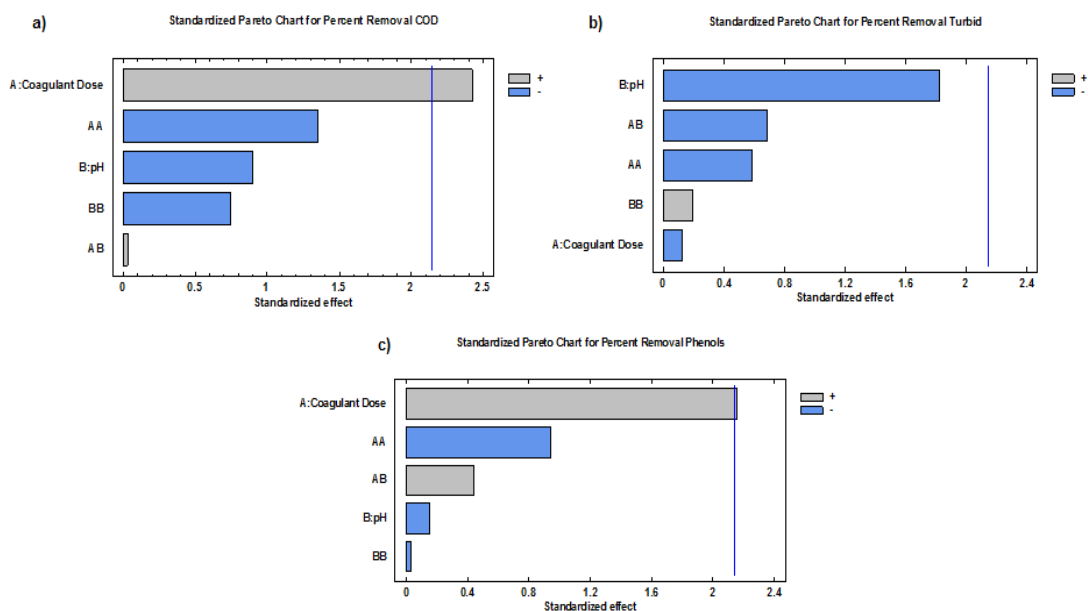 a)
Standardized Pareto Chart for Percent Removal COD
A:Coagulant Dose
AA
B:pH
BB
AB
+
-
0 0.5 1 1.5 2 2.5
Standardized effect
b)
Standardized Pareto Chart for Percent Removal Turbid
B:pH
AB
AA
BB
A:Coagulant Dose
+
-
0 0.4 0.8 1.2 1.6 2 2.4
Standardized effect
c)
Standardized Pareto Chart for Percent Removal Phenols
A:Coagulant Dose
AA
AB
B:pH
BB
+
-
0 0.4 0.8 1.2 1.6 2 2.4
Standardized effect